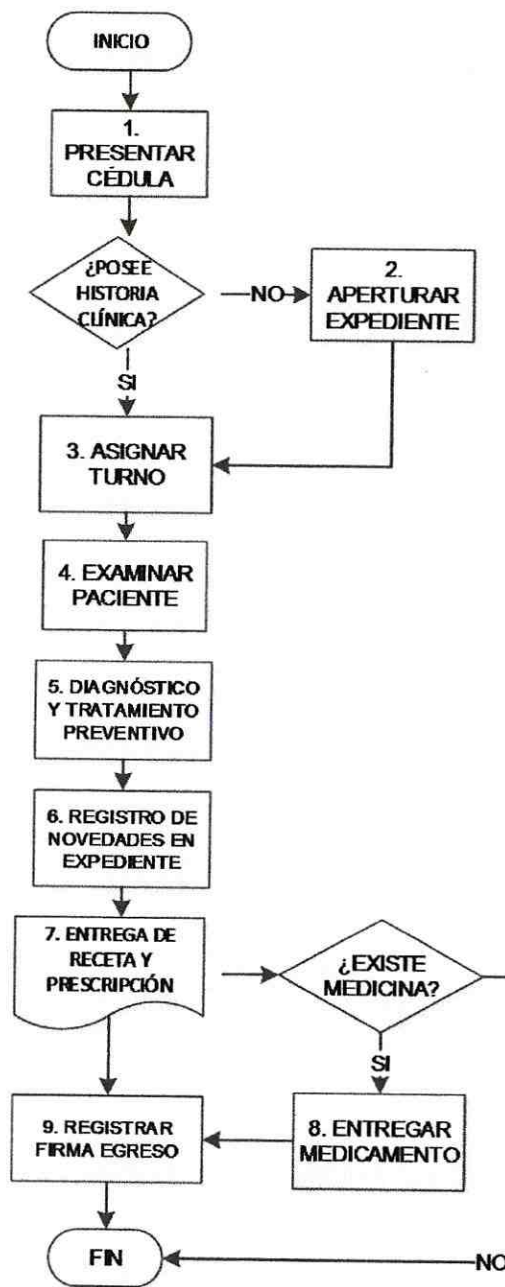 INICIO
1.
PRESENTAR
CÉDULA
¿POSEE
HISTORIA
CLÍNICA?
NO
2.
APERTURAR
EXPEDIENTE
SI
3. ASIGNAR
TURNO
4. EXAMINAR
PACIENTE
5. DIAGNÓSTICO
Y TRATAMIENTO
PREVENTIVO
6. REGISTRO DE
NOVEDADES EN
EXPEDIENTE
7. ENTREGA DE
RECETA Y
PRESCRIPCIÓN
¿EXISTE
MEDICINA?
SI
8. ENTREGAR
MEDICAMENTO
9. REGISTRAR
FIRMA EGRESO
FIN
NO